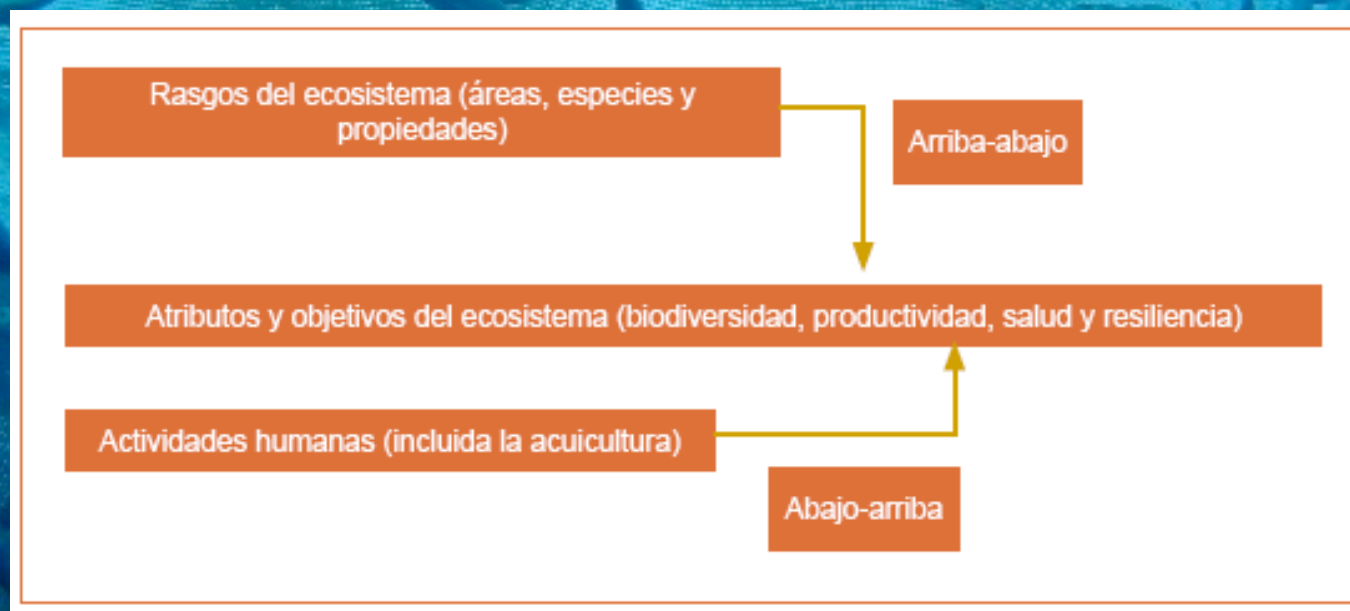 Rasgos del ecosistema (áreas, especies y
propiedades)
Arriba-abajo
Atributos y objetivos del ecosistema (biodiversidad, productividad, salud y resiliencia)
Actividades humanas (incluida la acuicultura)
Abajo-arriba